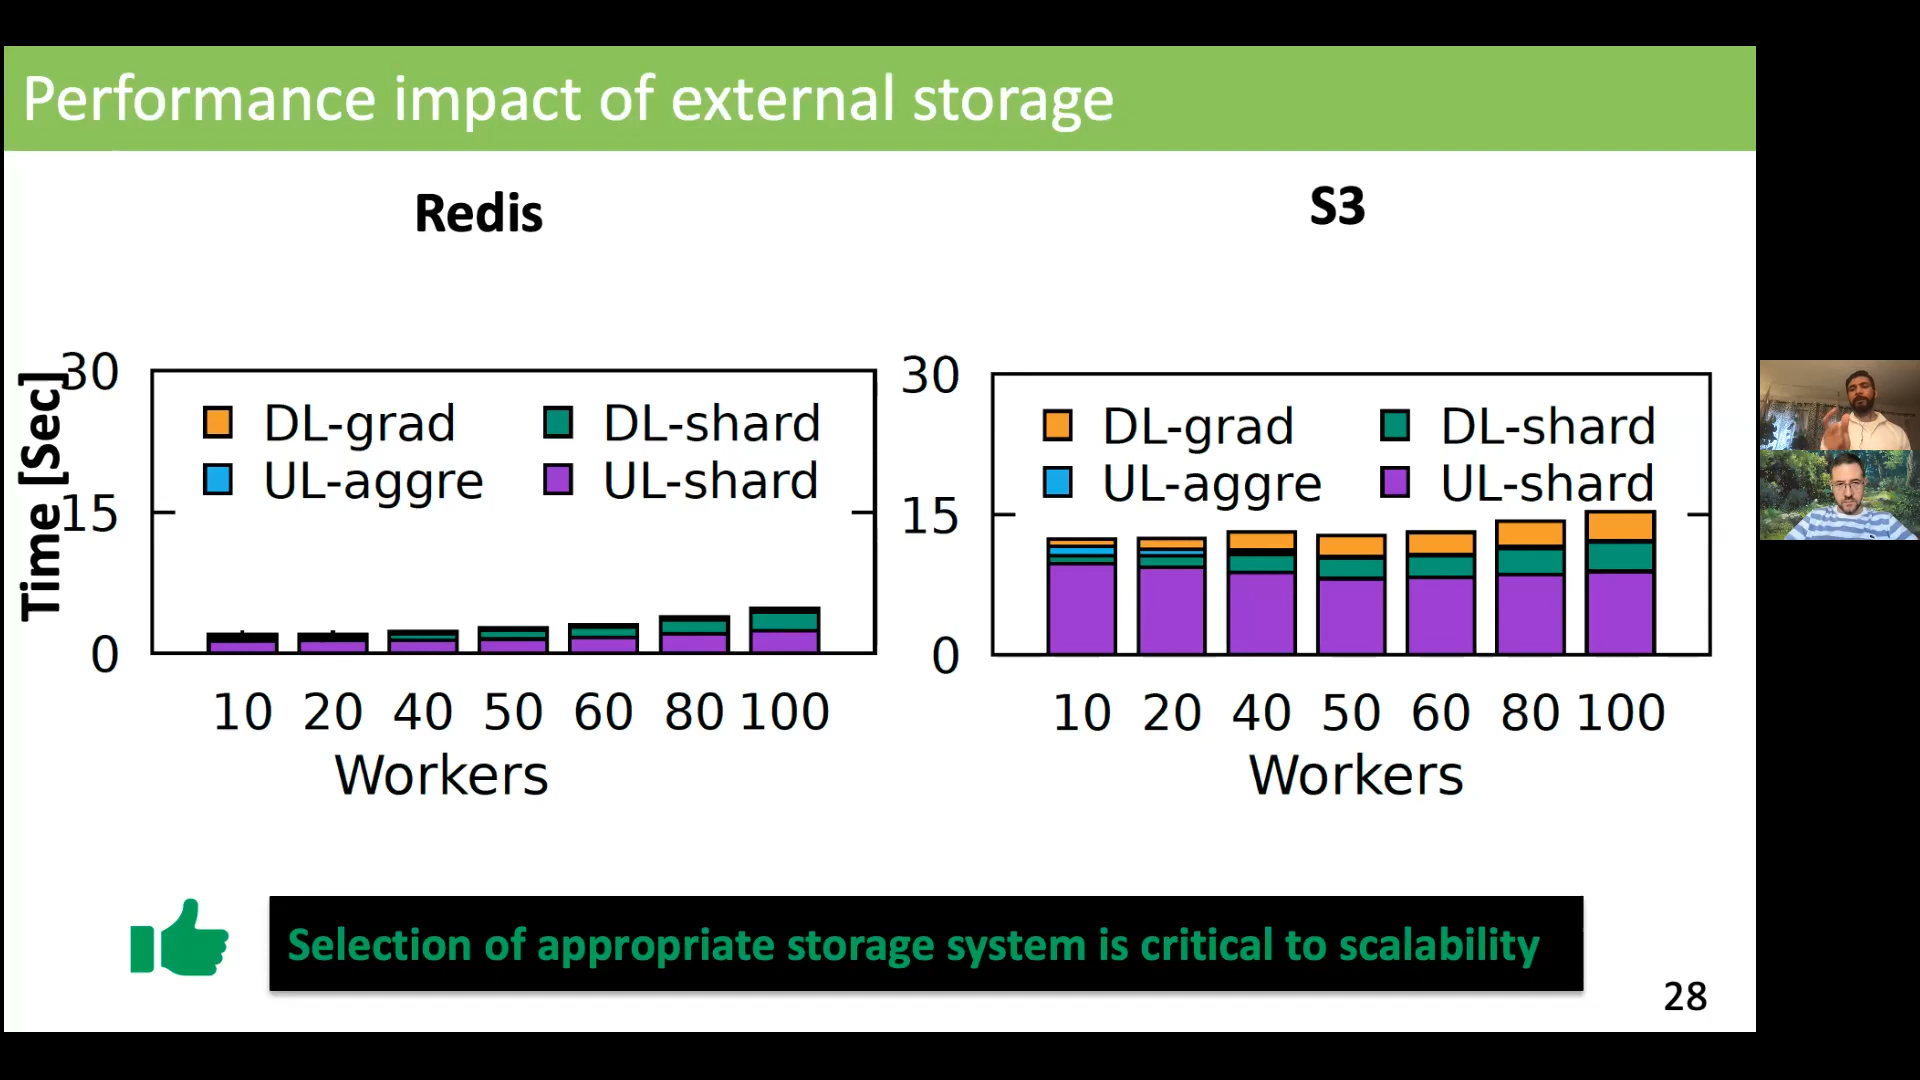 Performance impact of external storage
Redis
S3
Time [Sec]
30
15
0
DL-grad
DL-shard
UL-aggre
UL-shard
10 20 40 50 60 80 100
Workers
30
15
0
DL-grad
DL-shard
UL-aggre
UL-shard
10 20 40 50 60 80 100
Workers
Selection of appropriate storage system is critical to scalability
28